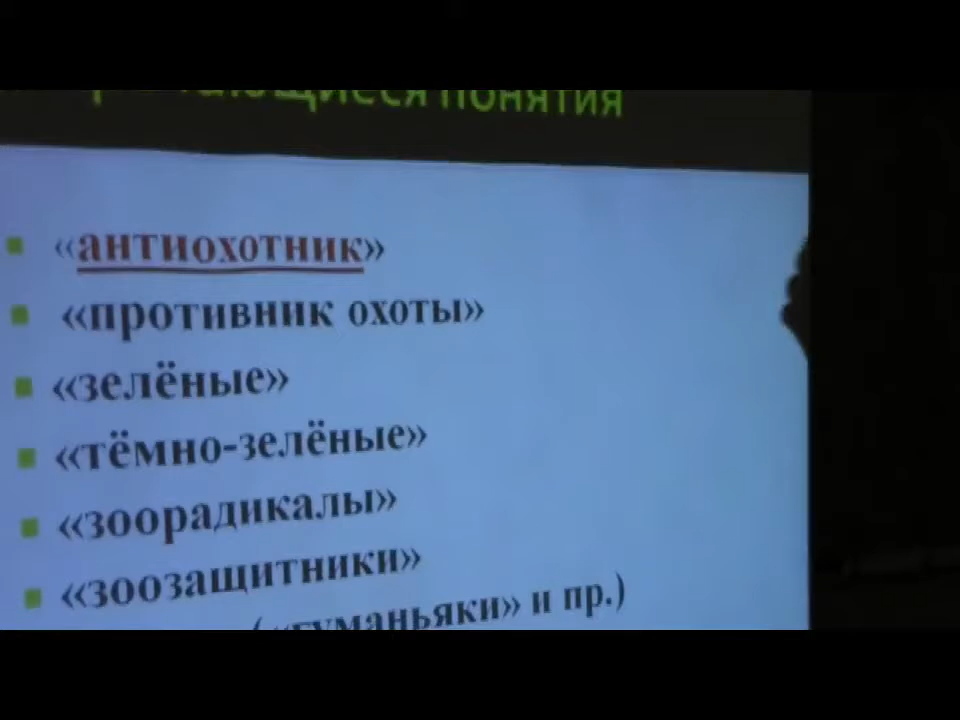 понятия
«антиохотник»
«противник охоты»
«зелёные»
«тёмно-зелёные»
«зоорадикалы»
«зоозащитники»
(«гуманьяки» и пр.)